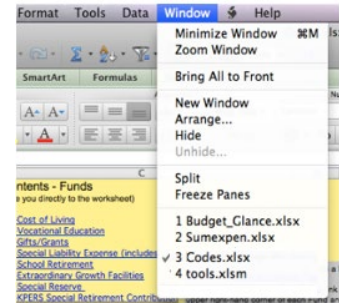 Format Tools Data Window Help
Minimize Window ⌘M
Zoom Window
Bring All to Front
SmartArt Formulas
New Window
Arrange...
Hide
Unhide...
A A
A
Split
Freeze Panes
C
ntents - Funds
you directly to the worksheet)
1 Budget_Glance.xlsx
2 Sumexpen.xlsx
✓ 3 Codes.xlsx
4 tools.xlsm
Cost of Living
Vocational Education
Gifts/Grants
Special Liability Expense (includes
School Retirement
Extraordinary Growth Facilities
Special Reserve
KPERS Special Retirement Contribu